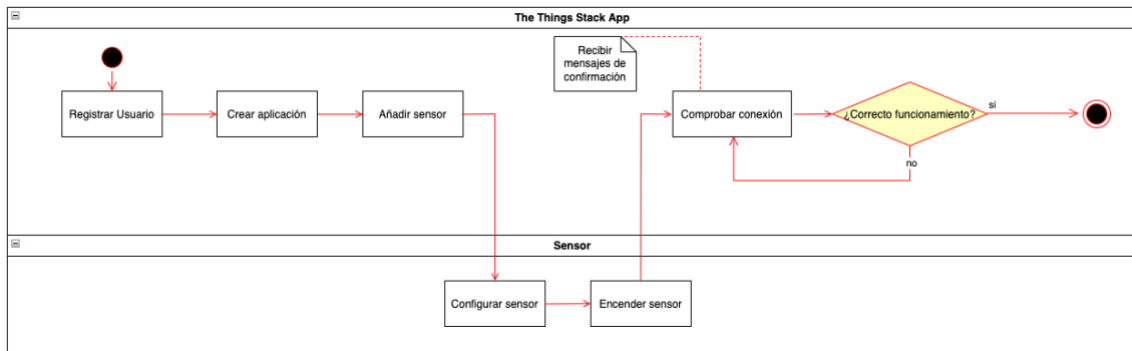 The Things Stack App
Recibir
mensajes de
confirmación
Registrar Usuario
Crear aplicación
Añadir sensor
Comprobar conexión
¿Correcto funcionamiento?
si
no
Sensor
Configurar sensor
Encender sensor